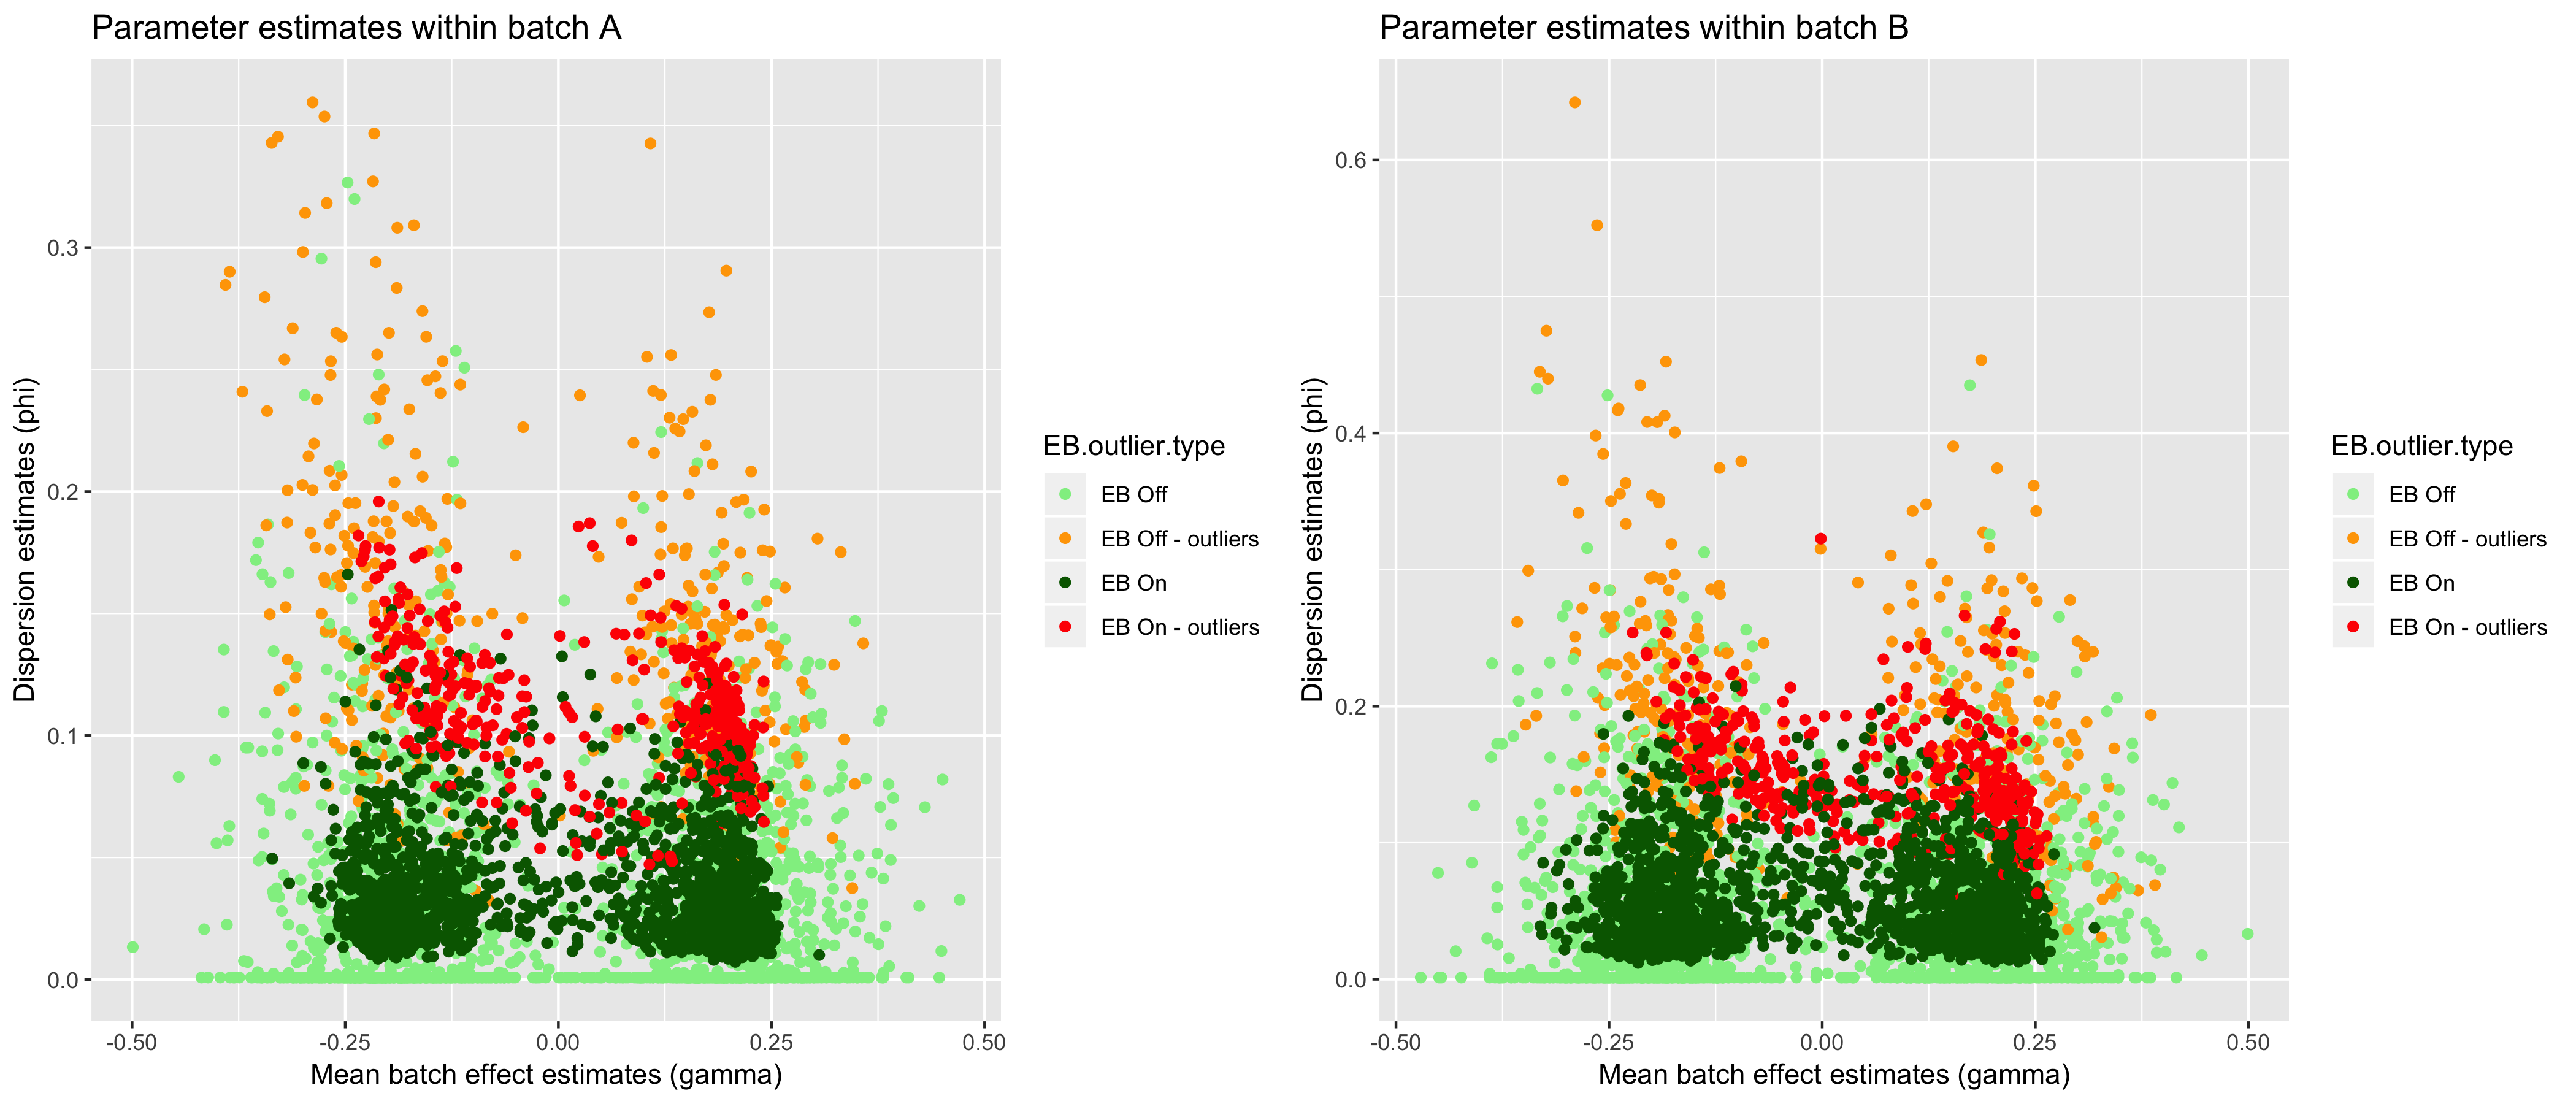 Parameter estimates within batch A
Dispersion estimates (phi)
0.3
0.2
0.1
0.0
-0.50 -0.25 0.00 0.25 0.50
Mean batch effect estimates (gamma)
EB.outlier.type
EB Off
EB Off - outliers
EB On
EB On - outliers
Parameter estimates within batch B
Dispersion estimates (phi)
0.6
0.4
0.2
0.0
-0.50 -0.25 0.00 0.25 0.50
Mean batch effect estimates (gamma)
EB.outlier.type
EB Off
EB Off - outliers
EB On
EB On - outliers